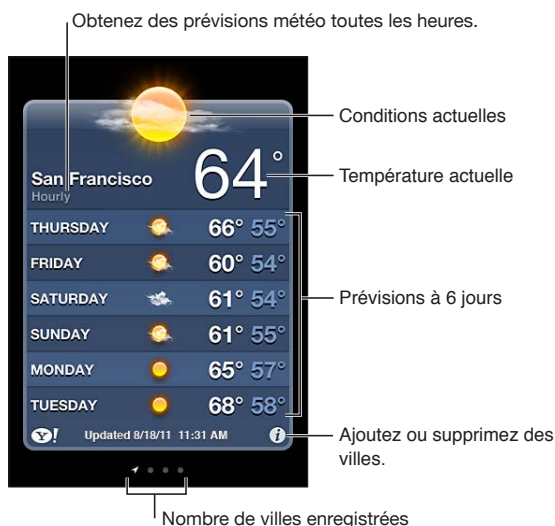 Obtenez des prévisions météo toutes les heures.
Conditions actuelles
64°
Température actuelle
San Francisco
Hourly
THURSDAY 66° 55°
FRIDAY 60° 54°
SATURDAY 61° 54°
Prévisions à 6 jours
SUNDAY 61° 55°
MONDAY 65° 57°
TUESDAY 68° 58°
Y! Updated 8/18/11 11:31 AM i
Ajoutez ou supprimez des
villes.
Nombre de villes enregistrées